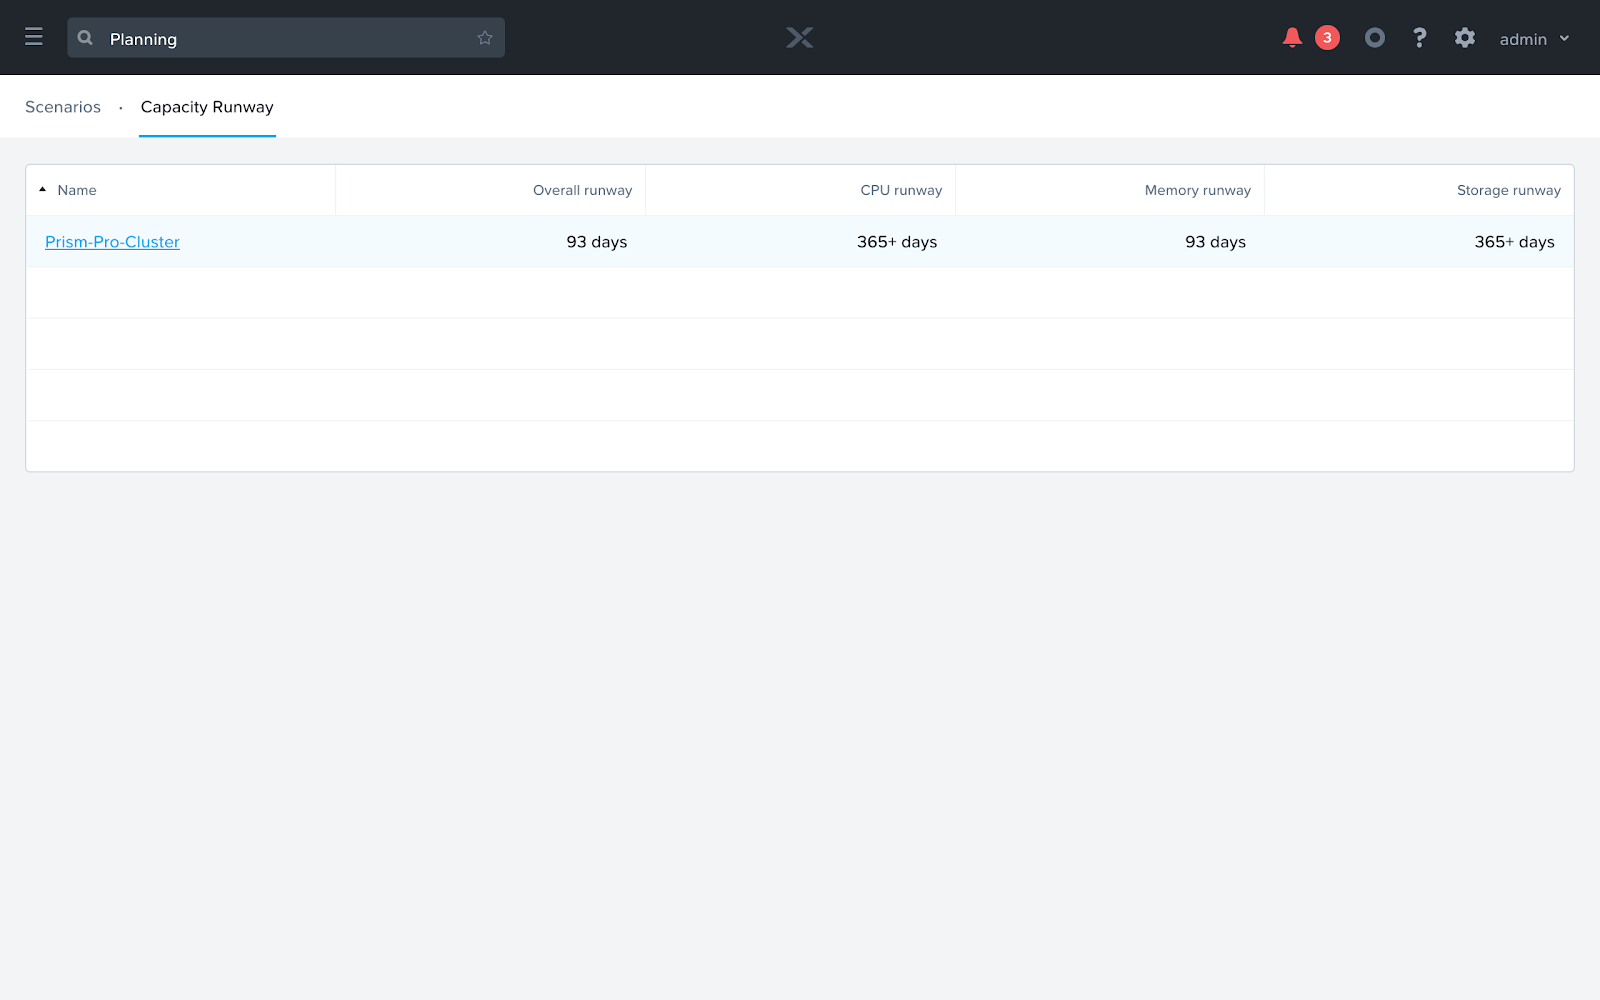 Planning
3
admin
Scenarios · Capacity Runway
Name Overall runway CPU runway Memory runway Storage runway
Prism-Pro-Cluster 93 days 365+ days 93 days 365+ days